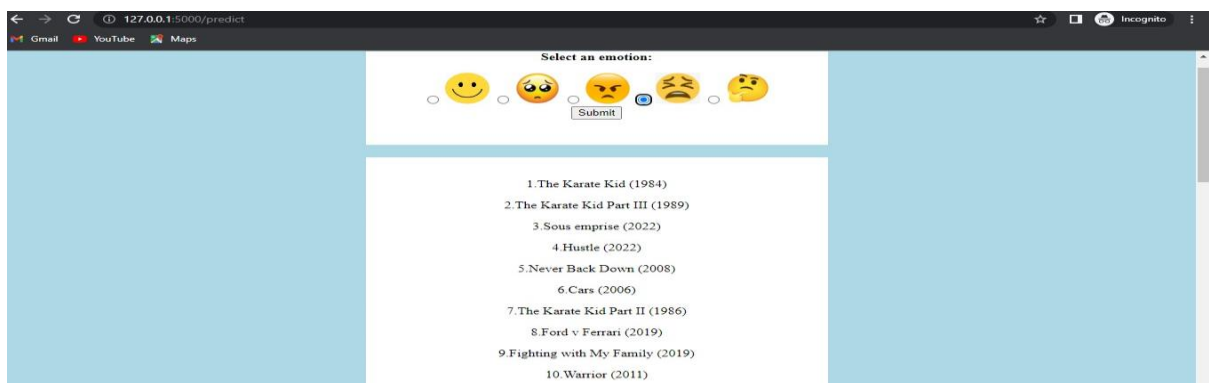 127.0.0.1:5000/predict
Incognito
Gmail YouTube Maps
Select an emotion:
Submit
1.The Karate Kid (1984)
2.The Karate Kid Part III (1989)
3.Sous emprise (2022)
4.Hustle (2022)
5.Never Back Down (2008)
6.Cars (2006)
7.The Karate Kid Part II (1986)
8.Ford v Ferrari (2019)
9.Fighting with My Family (2019)
10.Warrior (2011)